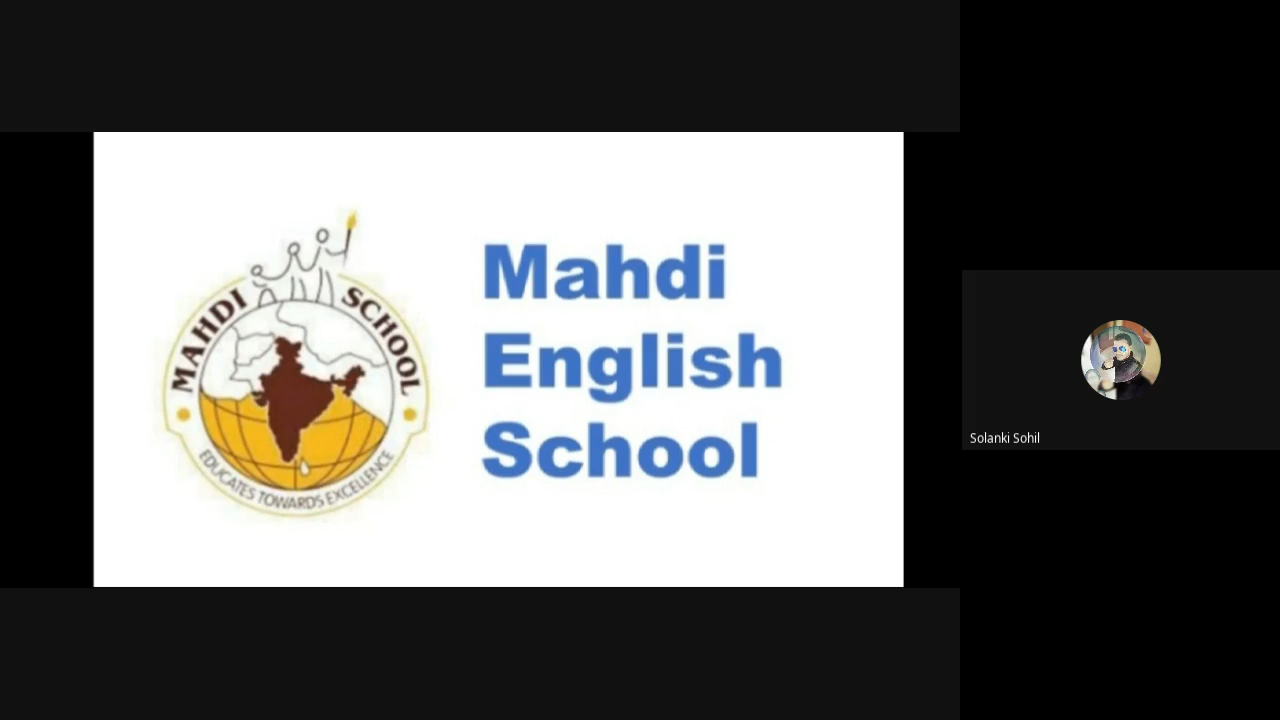 MAHDI SCHOOL
EDUCATES TOWARDS EXCELLENCE
Mahdi
English
School
Solanki Sohil